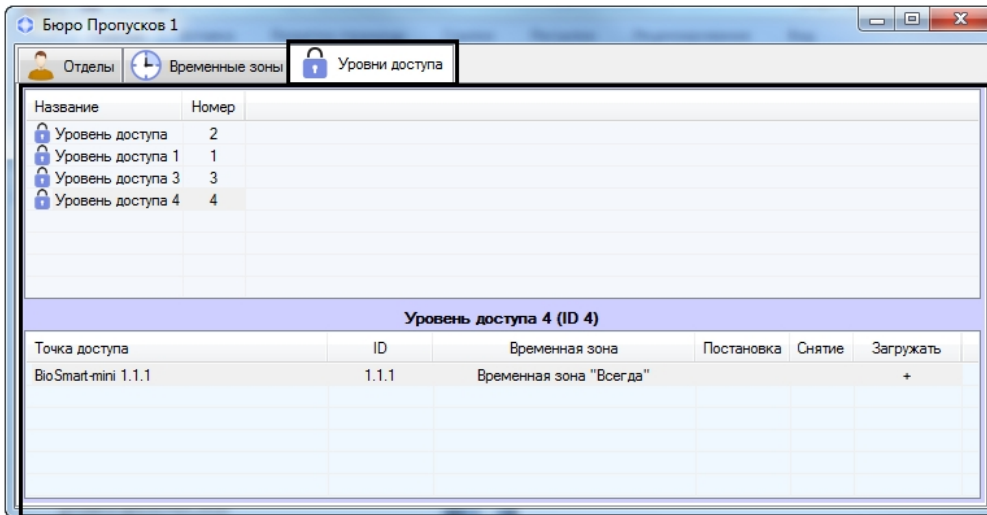 Бюро Пропусков 1
Отделы Временные зоны Уровни доступа
Название Номер
Уровень доступа 2
Уровень доступа 1 1
Уровень доступа 3 3
Уровень доступа 4 4
Уровень доступа 4 (ID 4)
Точка доступа ID Временная зона Постановка Снятие Загружать
BioSmart-mini 1.1.1 1.1.1 Временная зона "Всегда" +